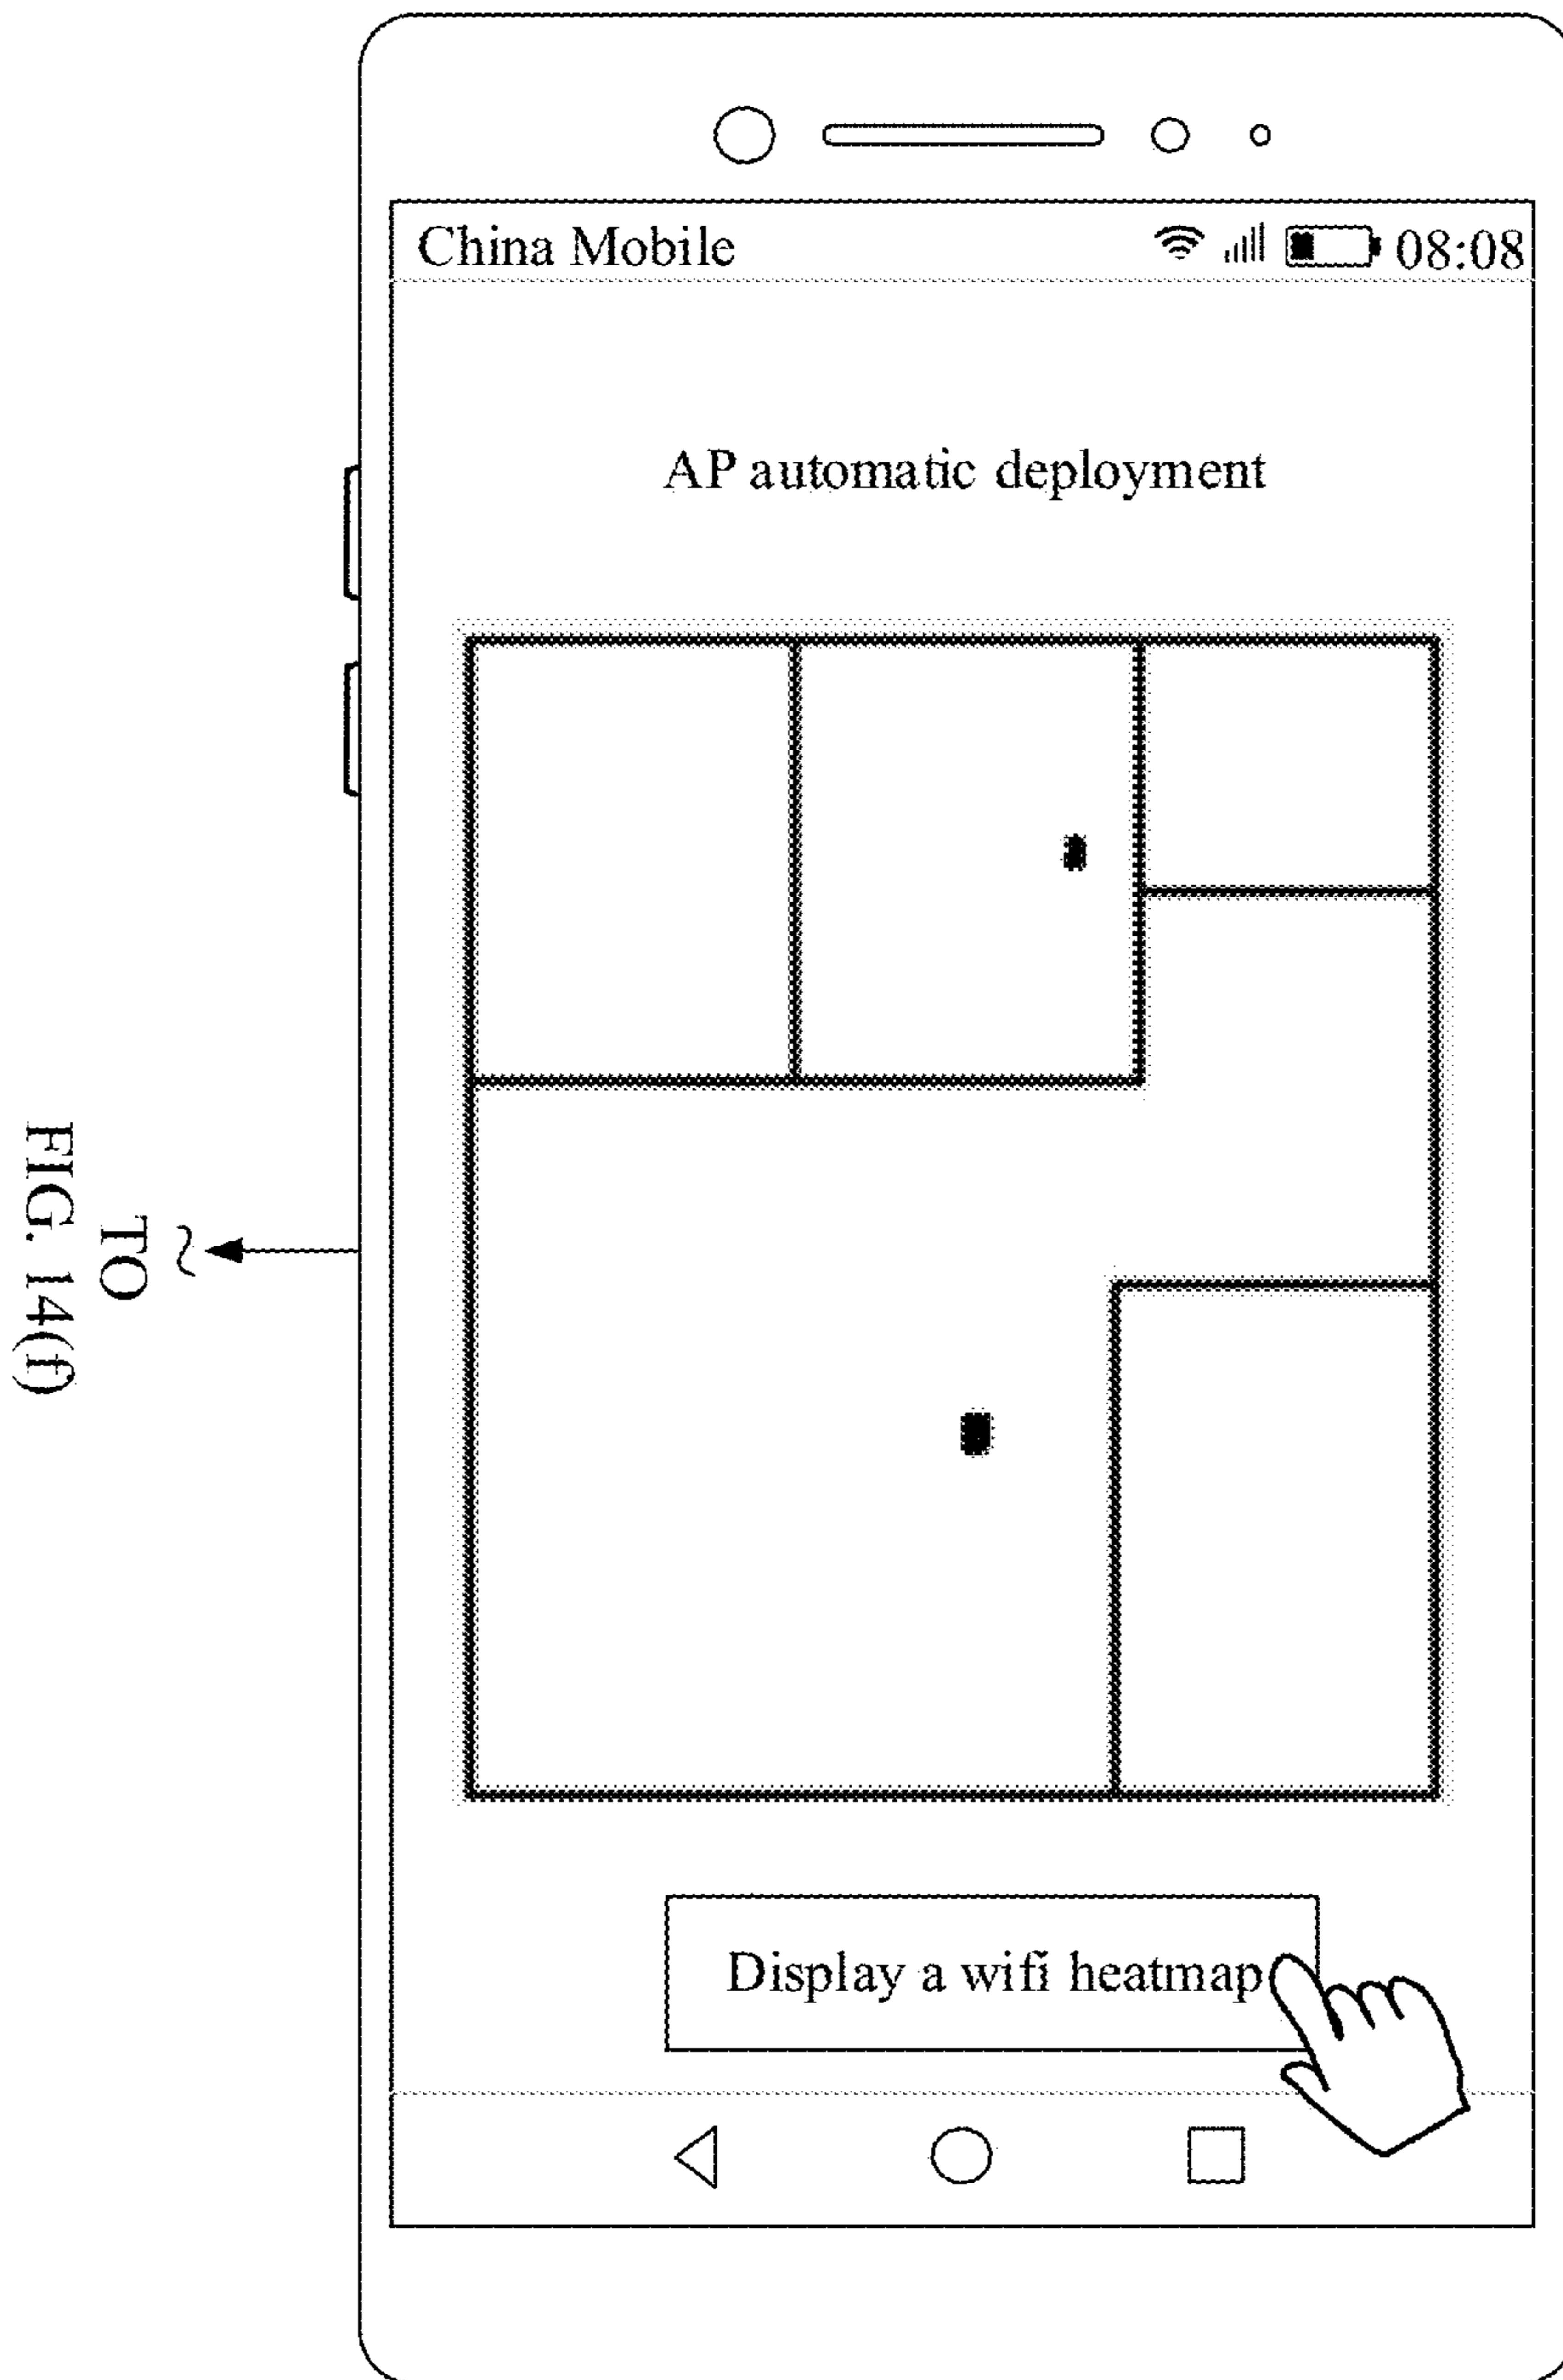 China Mobile 08:08
AP automatic deployment
Display a wifi heatmap
TO
FIG. 14(f)